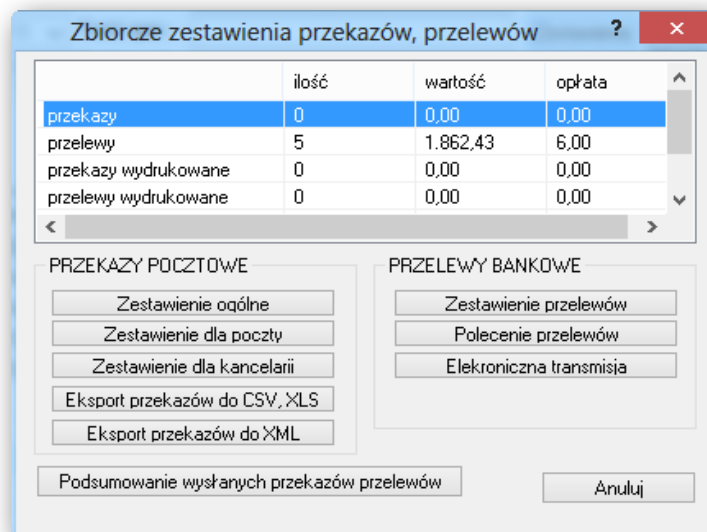 Zbiorcze zestawienia przekazów, przelewów ? ×
ilość wartość opłata
przekazy 0 0,00 0,00
przelewy 5 1.862,43 6,00
przekazy wydrukowane 0 0,00 0,00
przelewy wydrukowane 0 0,00 0,00
PRZEKAZY POCZTOWE
Zestawienie ogólne
Zestawienie dla poczty
Zestawienie dla kancelarii
Eksport przekazów do CSV, XLS
Eksport przekazów do XML
PRZELEWY BANKOWE
Zestawienie przelewów
Polecenie przelewów
Elekroniczna transmisja
Podsumowanie wysłanych przekazów przelewów
Anuluj